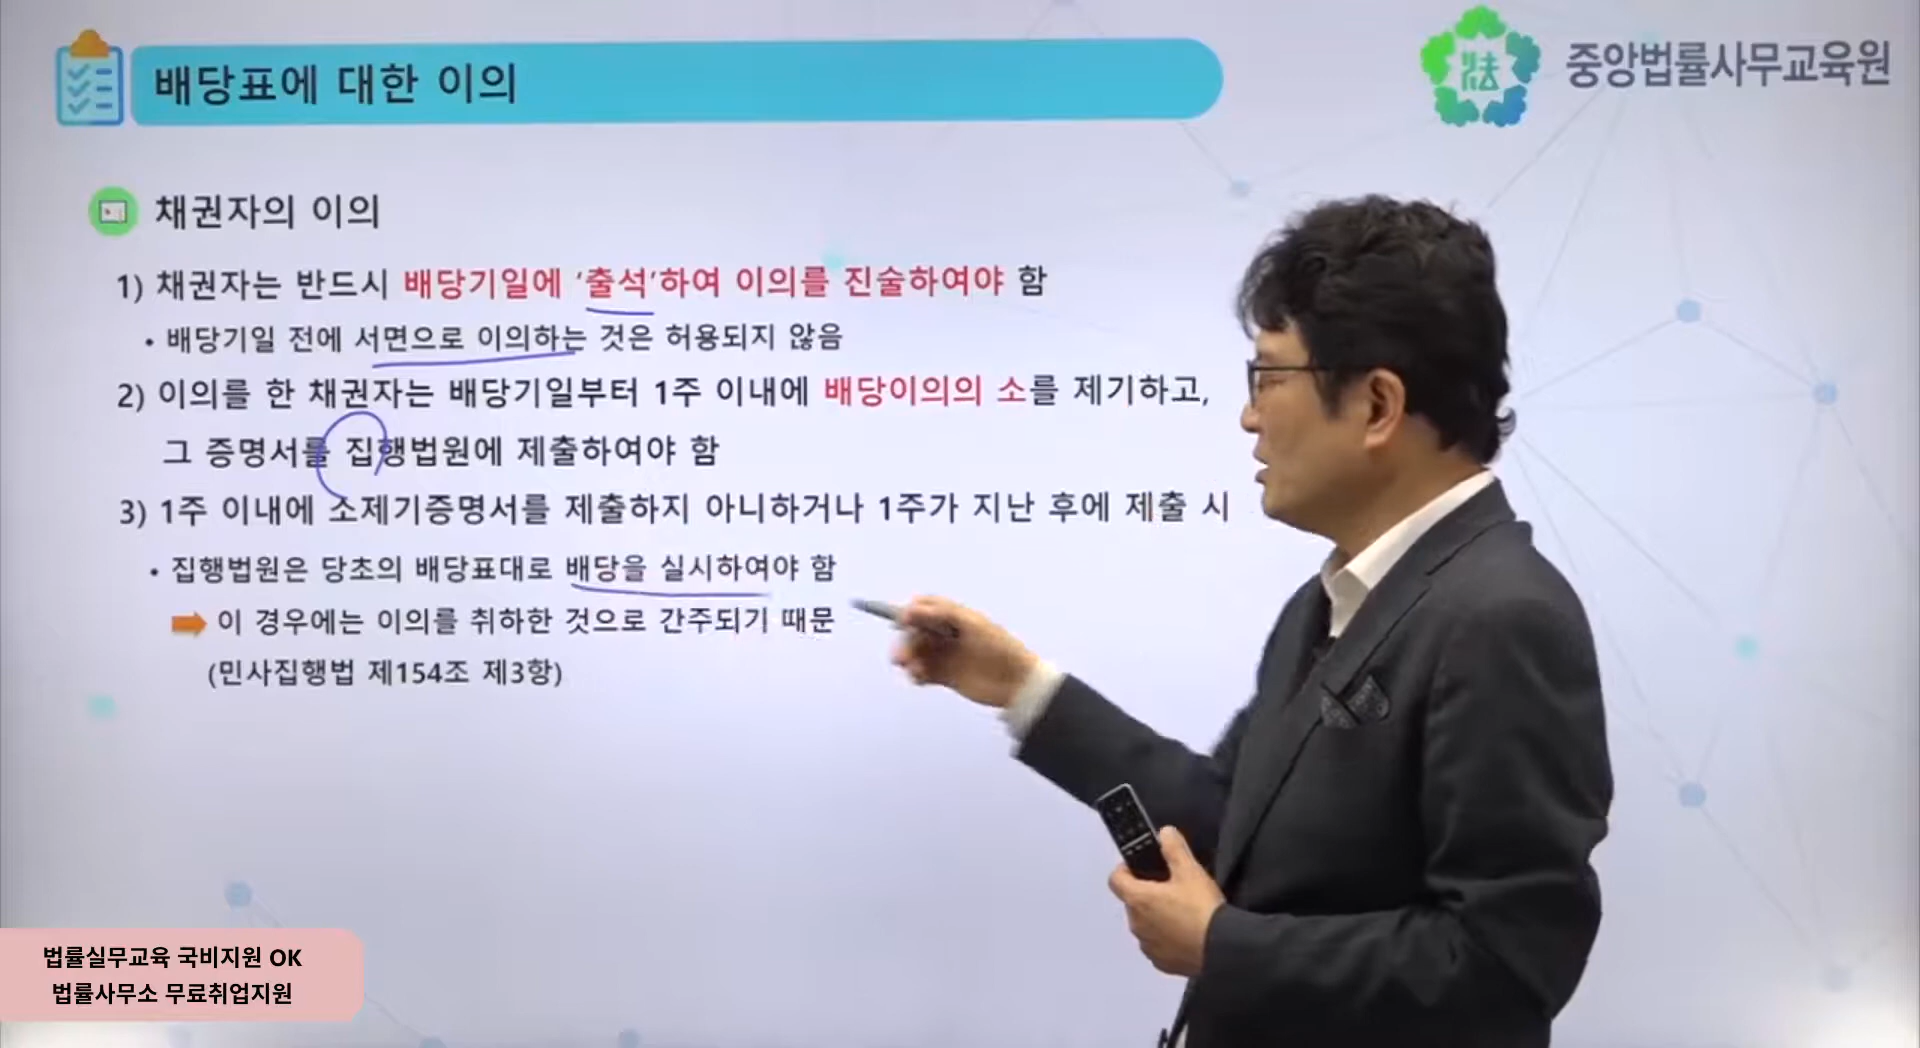 배당표에 대한 이의
중앙법률사무교육원
채권자의 이의
1) 채권자는 반드시 배당기일에 ‘출석’하여 이의를 진술하여야 함
• 배당기일 전에 서면으로 이의하는 것은 허용되지 않음
2) 이의를 한 채권자는 배당기일부터 1주 이내에 배당이의의 소를 제기하고,
그 증명서를 집행법원에 제출하여야 함
3) 1주 이내에 소제기증명서를 제출하지 아니하거나 1주가 지난 후에 제출 시
• 집행법원은 당초의 배당표대로 배당을 실시하여야 함
이 경우에는 이의를 취하한 것으로 간주되기 때문
(민사집행법 제154조 제3항)
법률실무교육 국비지원 OK
법률사무소 무료취업지원